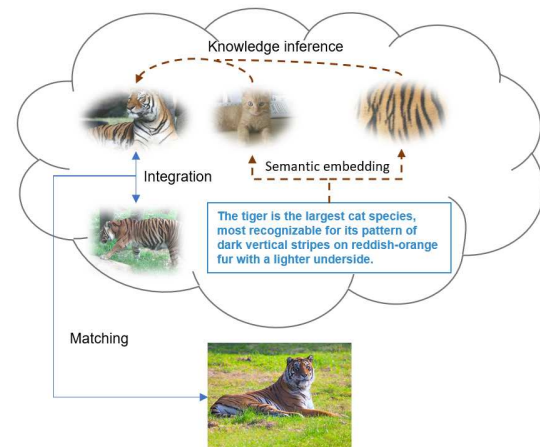 Knowledge inference
Integration
Semantic embedding
The tiger is the largest cat species,
most recognizable for its pattern of
dark vertical stripes on reddish-orange
fur with a lighter underside.
Matching